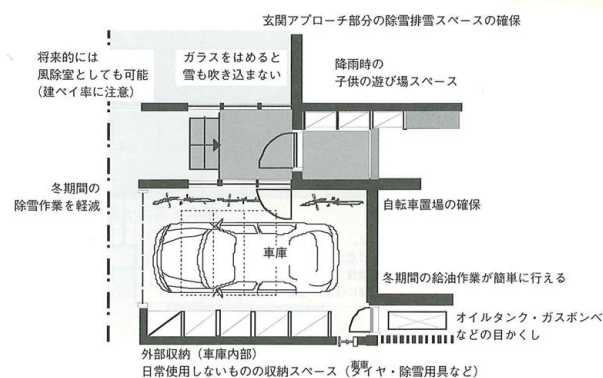 玄関アプローチ部分の除雪排雪スペースの確保
将来的には
風除室としても可能
(建ペイ率に注意)
ガラスをはめると
雪も吹き込まない
降雨時の
子供の遊び場スペース
冬期間の
除雪作業を軽減
自転車置場の確保
車庫
冬期間の給油作業が簡単に行える
オイルタンク・ガスボンベ
などの目かくし
外部収納(車庫内部)
日常使用しないものの収納スペース(タイヤ・除雪用具など)